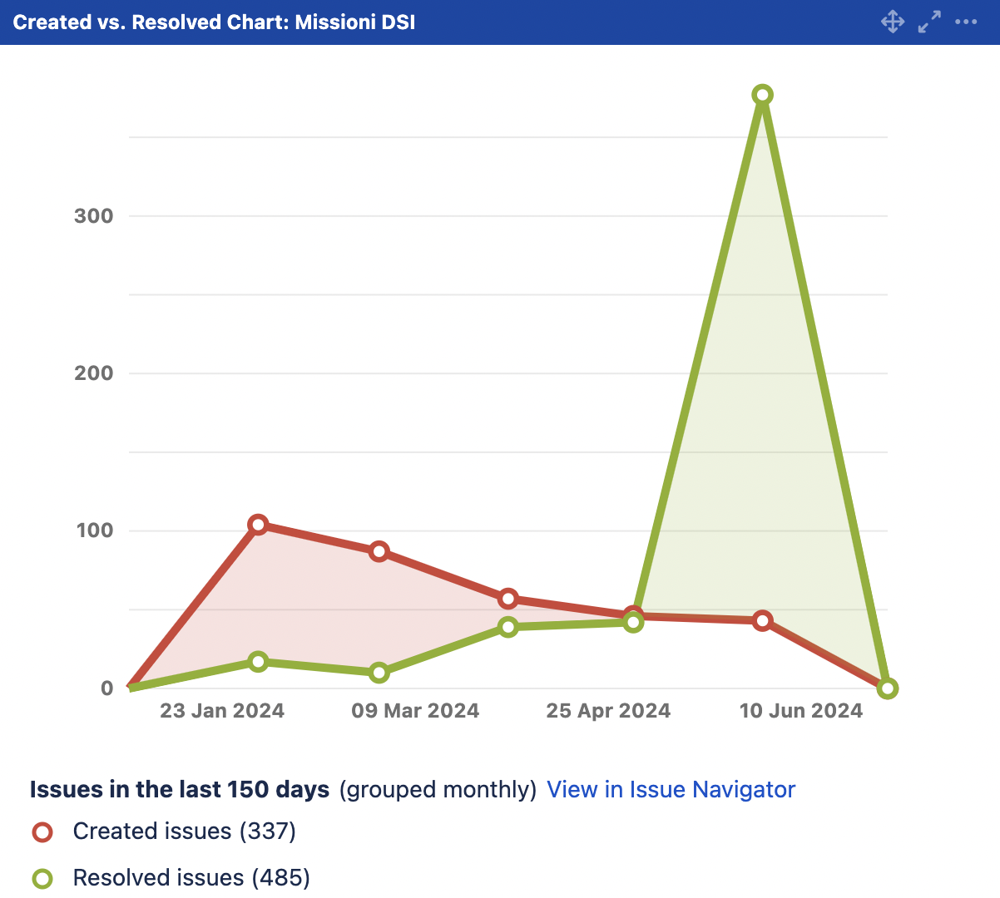 Created vs. Resolved Chart: Missioni DSI
300
200
100
0
23 Jan 2024 09 Mar 2024 25 Apr 2024 10 Jun 2024
Issues in the last 150 days (grouped monthly) View in Issue Navigator
Created issues (337)
Resolved issues (485)